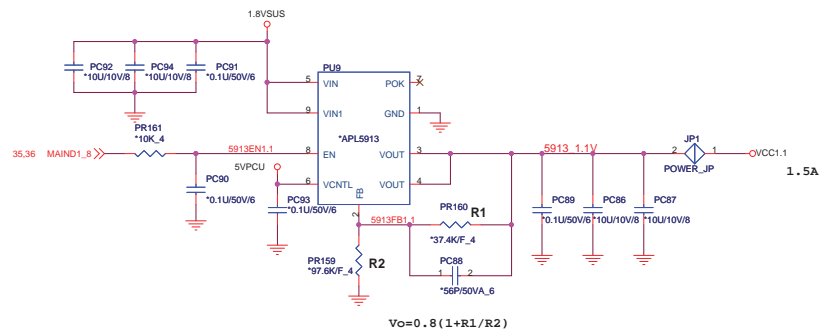 1.8VSUS
PC92
*10U/10V/8
PC94
*10U/10V/8
PC91
*0.1U/50V/6
PU9
5
VIN
POK
7
9
VIN1
GND
1
*APL5913
35,36
MAIND1_8
PR161
*10K_4
5913EN1.1
8
EN
VOUT
3
5913_1.1V
2
JP1
1
POWER_JP
VCC1.1
1.5A
5VPCU
6
VCNTL
VOUT
4
FB
2
PC90
*0.1U/50V/6
PC93
*0.1U/50V/6
5913FB1.1
PR160
R1
*37.4K/F_4
PC89
*0.1U/50V/6
PC86
*10U/10V/8
PC87
*10U/10V/8
PR159
R2
*97.6K/F_4
1
PC88
2
*56P/50VA_6
Vo=0.8(1+R1/R2)